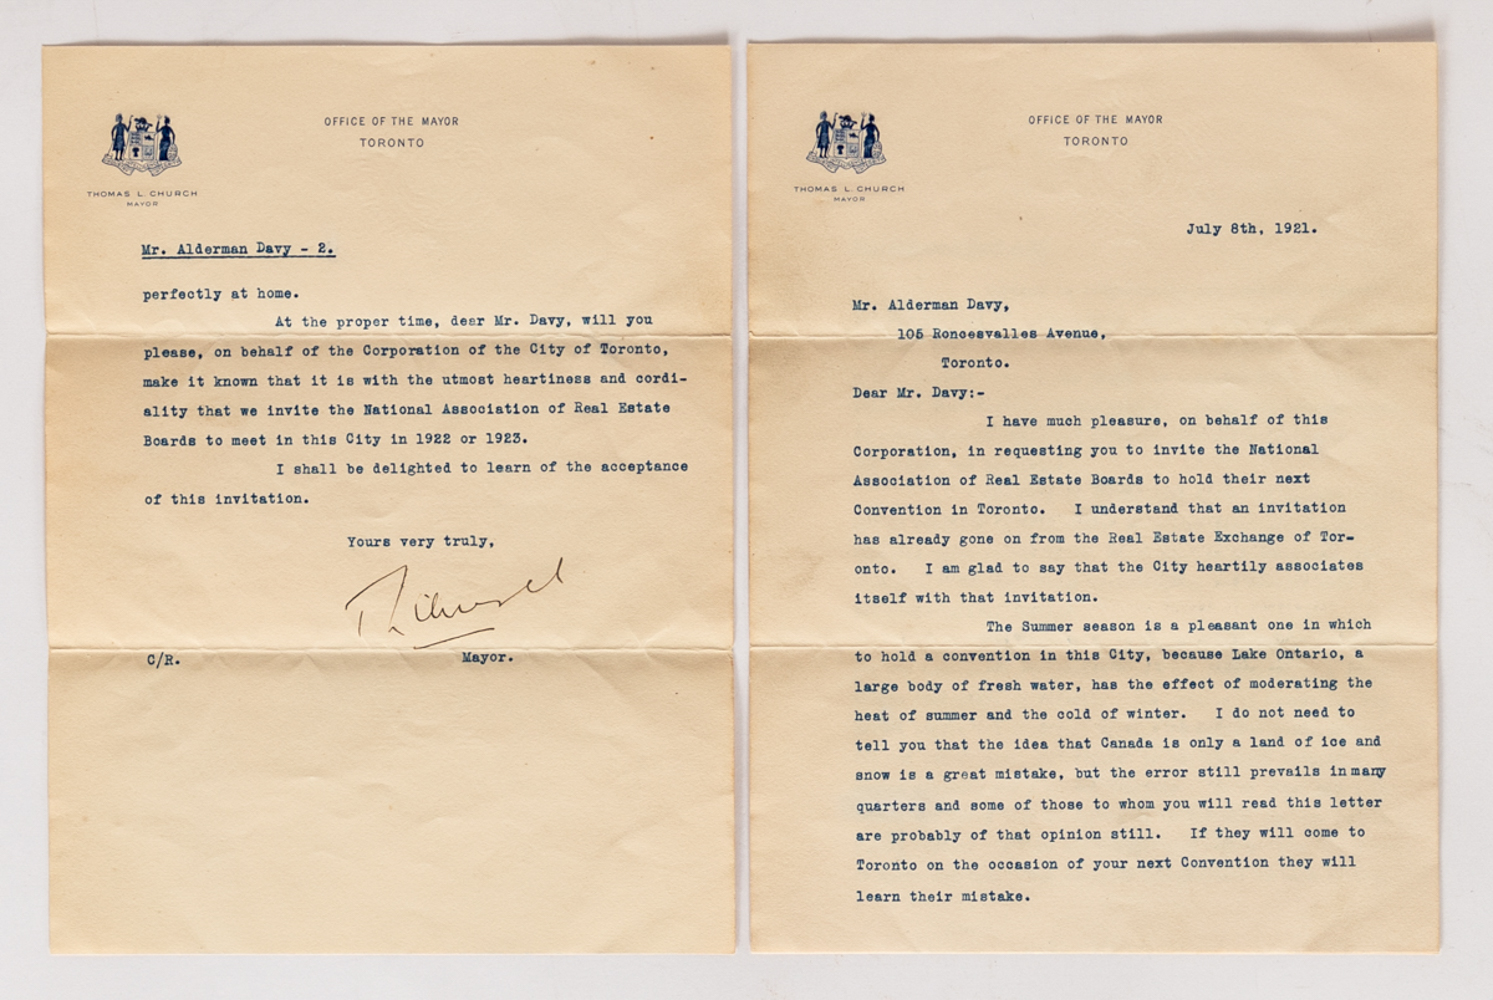 OFFICE OF THE MAYOR
TORONTO
THOMAS L. CHURCH
MAYOR
Mr. Alderman Davy - 2.
perfectly at home.
At the proper time, dear Mr. Davy, will you
please, on behalf of the Corporation of the City of Toronto,
make it known that it is with the utmost heartiness and cordi-
ality that we invite the National Association of Real Estate
Boards to meet in this City in 1922 or 1923.
I shall be delighted to learn of the acceptance
of this invitation.
Yours very truly,
C/R.
Mayor.
OFFICE OF THE MAYOR
TORONTO
THOMAS L. CHURCH
MAYOR
July 8th, 1921.
Mr. Alderman Davy,
105 Roncesvalles Avenue,
Toronto.
Dear Mr. Davy:-
I have much pleasure, on behalf of this
Corporation, in requesting you to invite the National
Association of Real Estate Boards to hold their next
Convention in Toronto. I understand that an invitation
has already gone on from the Real Estate Exchange of Tor-
onto. I am glad to say that the City heartily associates
itself with that invitation.
The Summer season is a pleasant one in which
to hold a convention in this City, because Lake Ontario, a
large body of fresh water, has the effect of moderating the
heat of summer and the cold of winter. I do not need to
tell you that the idea that Canada is only a land of ice and
snow is a great mistake, but the error still prevails in many
quarters and some of those to whom you will read this letter
are probably of that opinion still. If they will come to
Toronto on the occasion of your next Convention they will
learn their mistake.